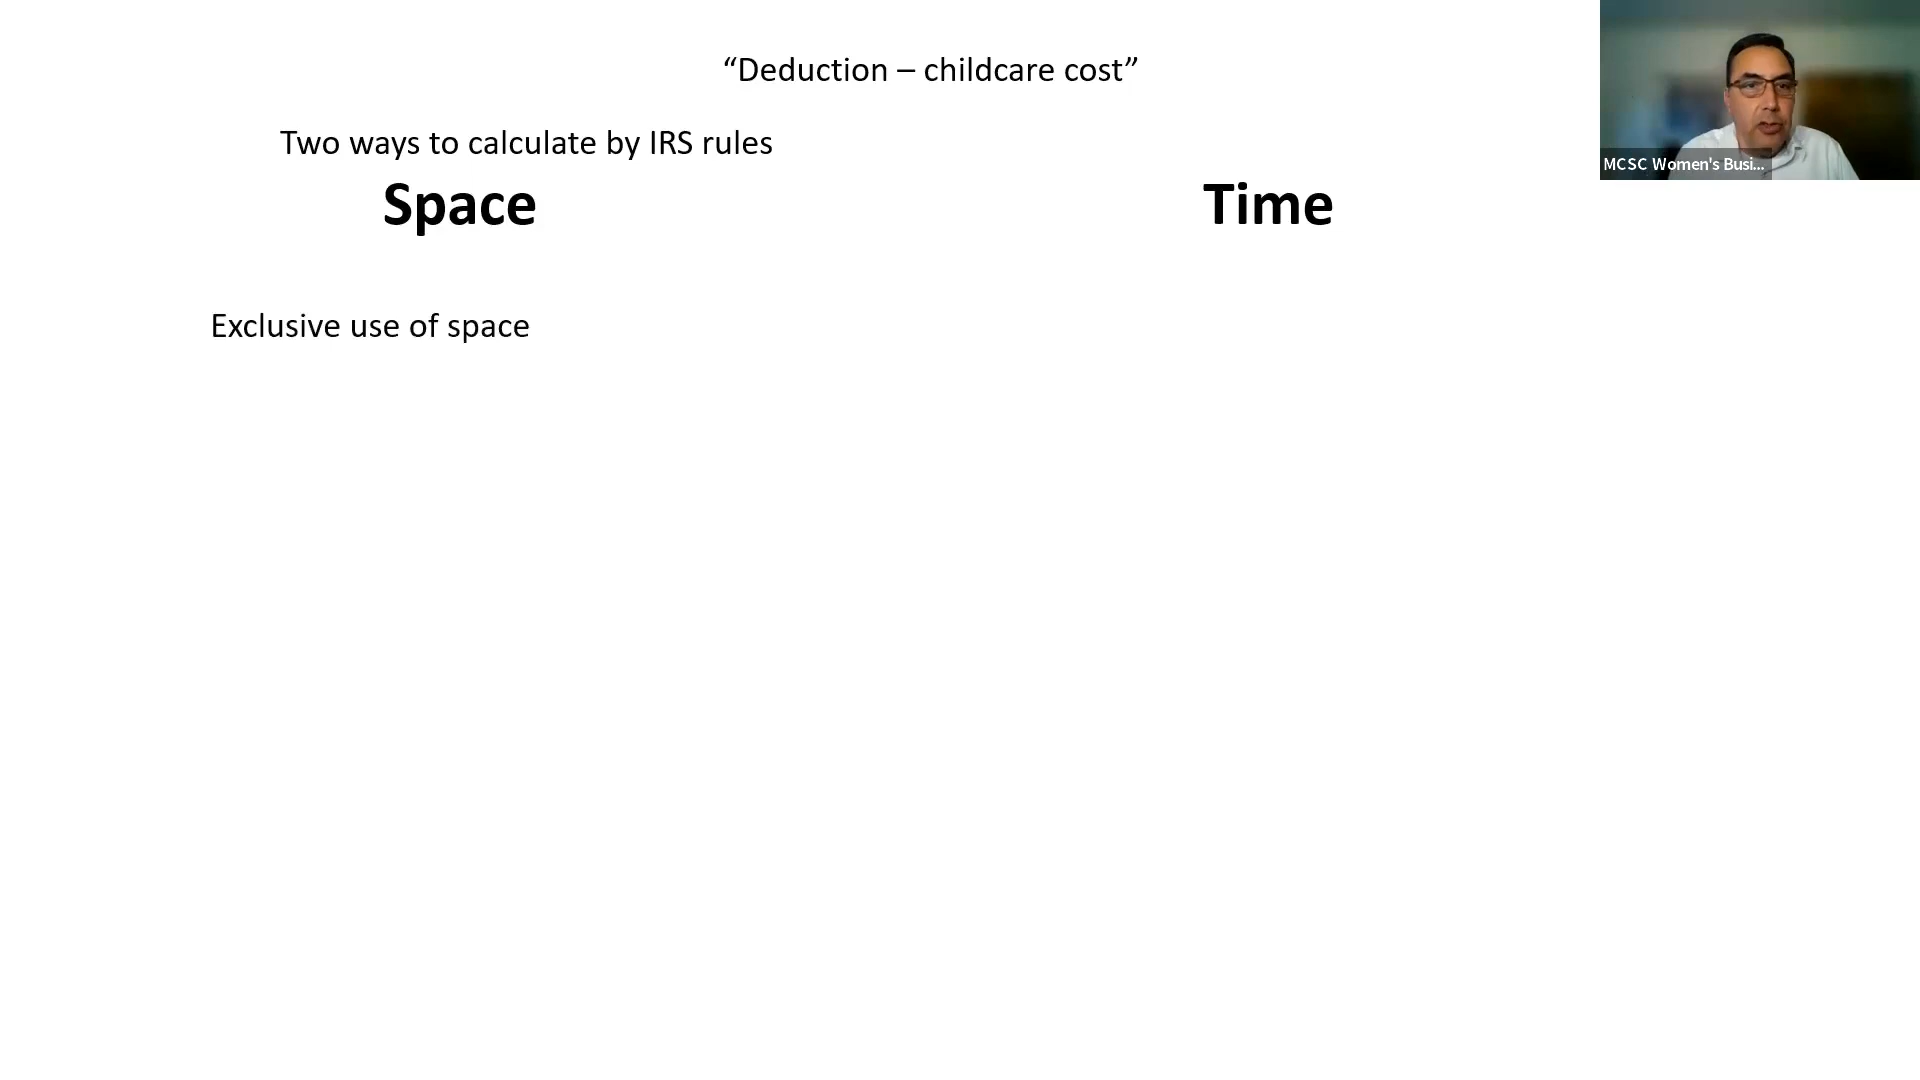 “Deduction – childcare cost”
Two ways to calculate by IRS rules
Space
Time
Exclusive use of space
MCSC Women's Busi...